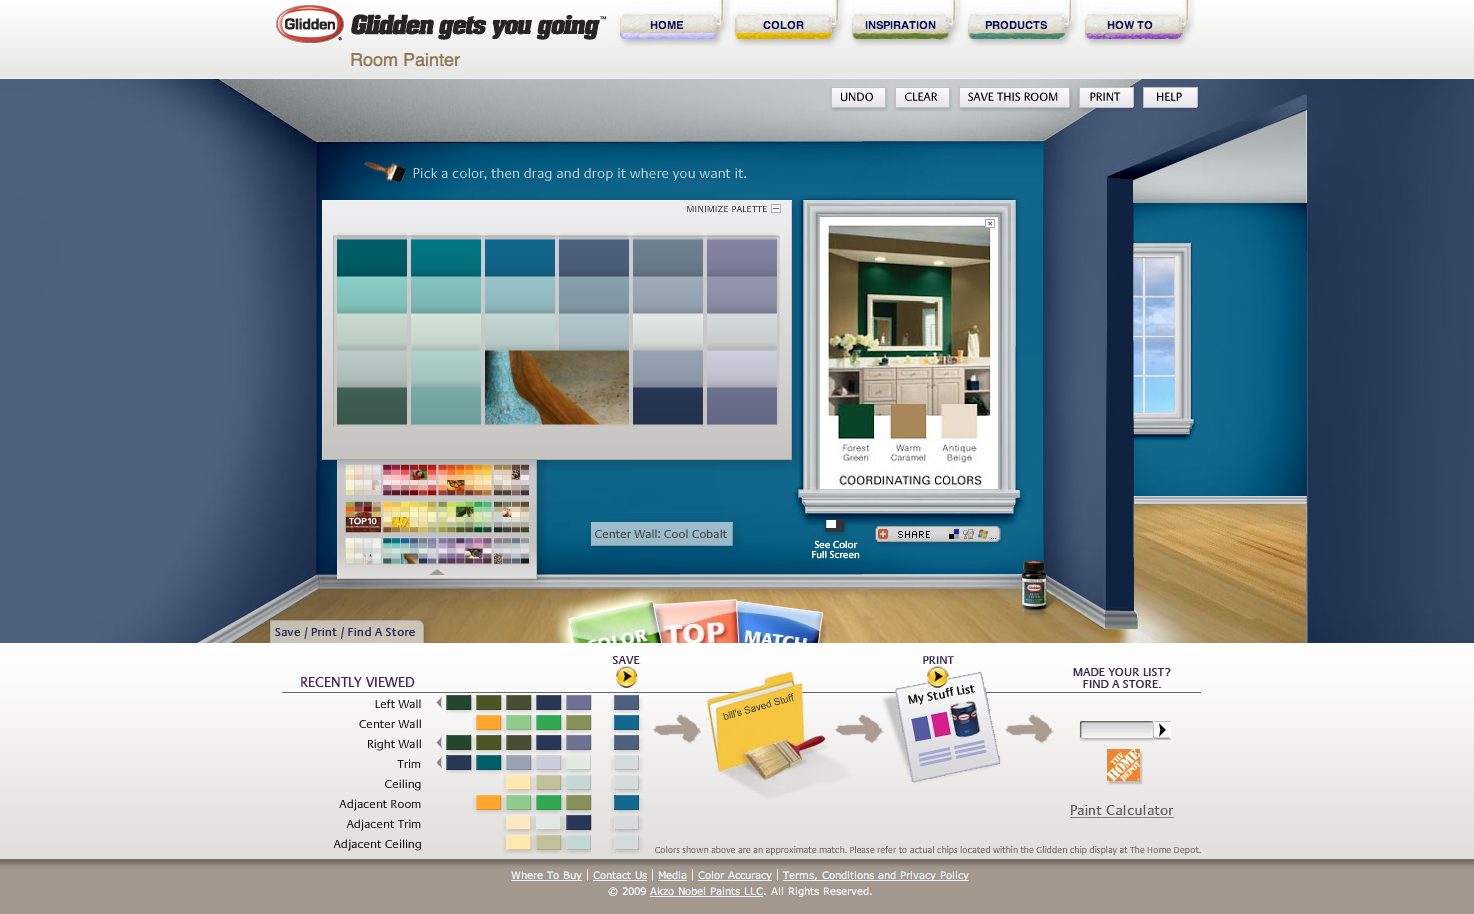 Glidden
Glidden gets you going™
Room Painter
HOME
COLOR
INSPIRATION
PRODUCTS
HOW TO
UNDO
CLEAR
SAVE THIS ROOM
PRINT
HELP
Pick a color, then drag and drop it where you want it.
MINIMIZE PALETTE
Forest
Green
Warm
Caramel
Antique
Beige
COORDINATING COLORS
TOP10
Center Wall: Cool Cobalt
See Color
Full Screen
SHARE
Save / Print / Find A Store
COLOR
TOP
MATCH
SAVE
PRINT
RECENTLY VIEWED
MADE YOUR LIST?
FIND A STORE.
Left Wall
Center Wall
Right Wall
Trim
Ceiling
Adjacent Room
Adjacent Trim
Adjacent Ceiling
bill's Saved Stuff
My Stuff List
THE HOME DEPOT
Paint Calculator
Colors shown above are an approximate match. Please refer to actual chips located within the Glidden chip display at The Home Depot.
Where To Buy | Contact Us | Media | Color Accuracy | Terms, Conditions and Privacy Policy
© 2009 Akzo Nobel Paints LLC. All Rights Reserved.